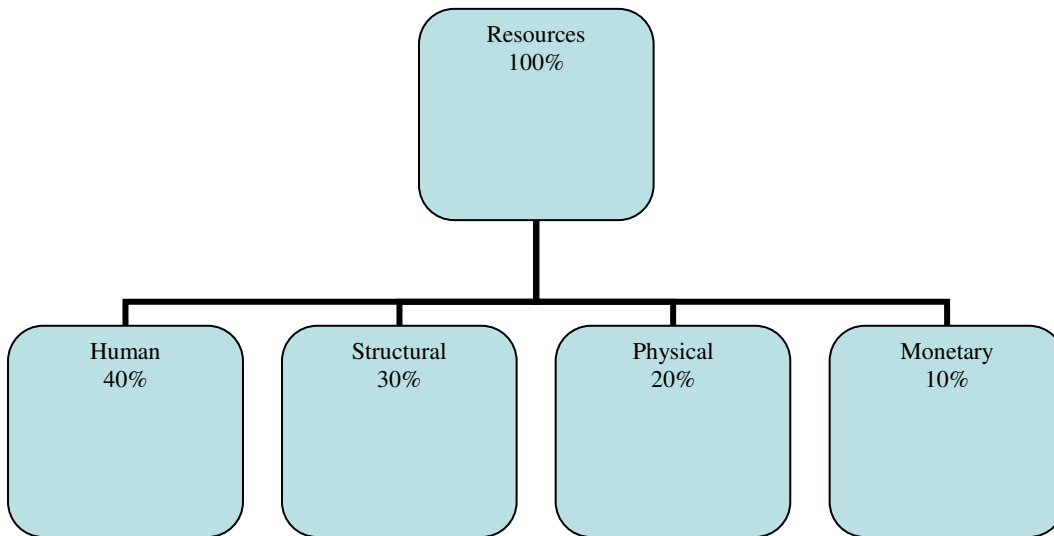 Resources
100%
Human
40%
Structural
30%
Physical
20%
Monetary
10%